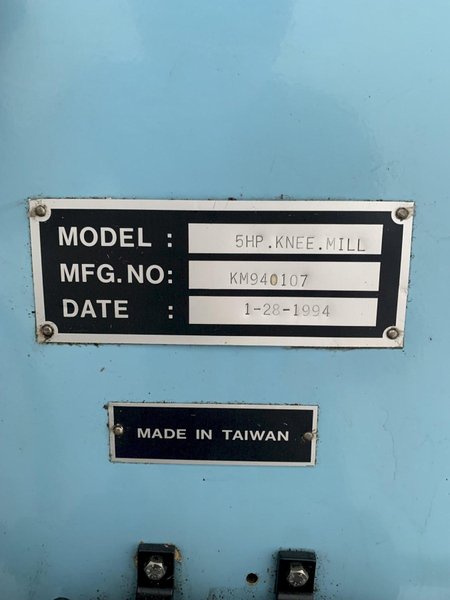 MODEL : 5HP.KNEE.MILL
MFG.NO: KM940107
DATE : 1-28-1994
MADE IN TAIWAN